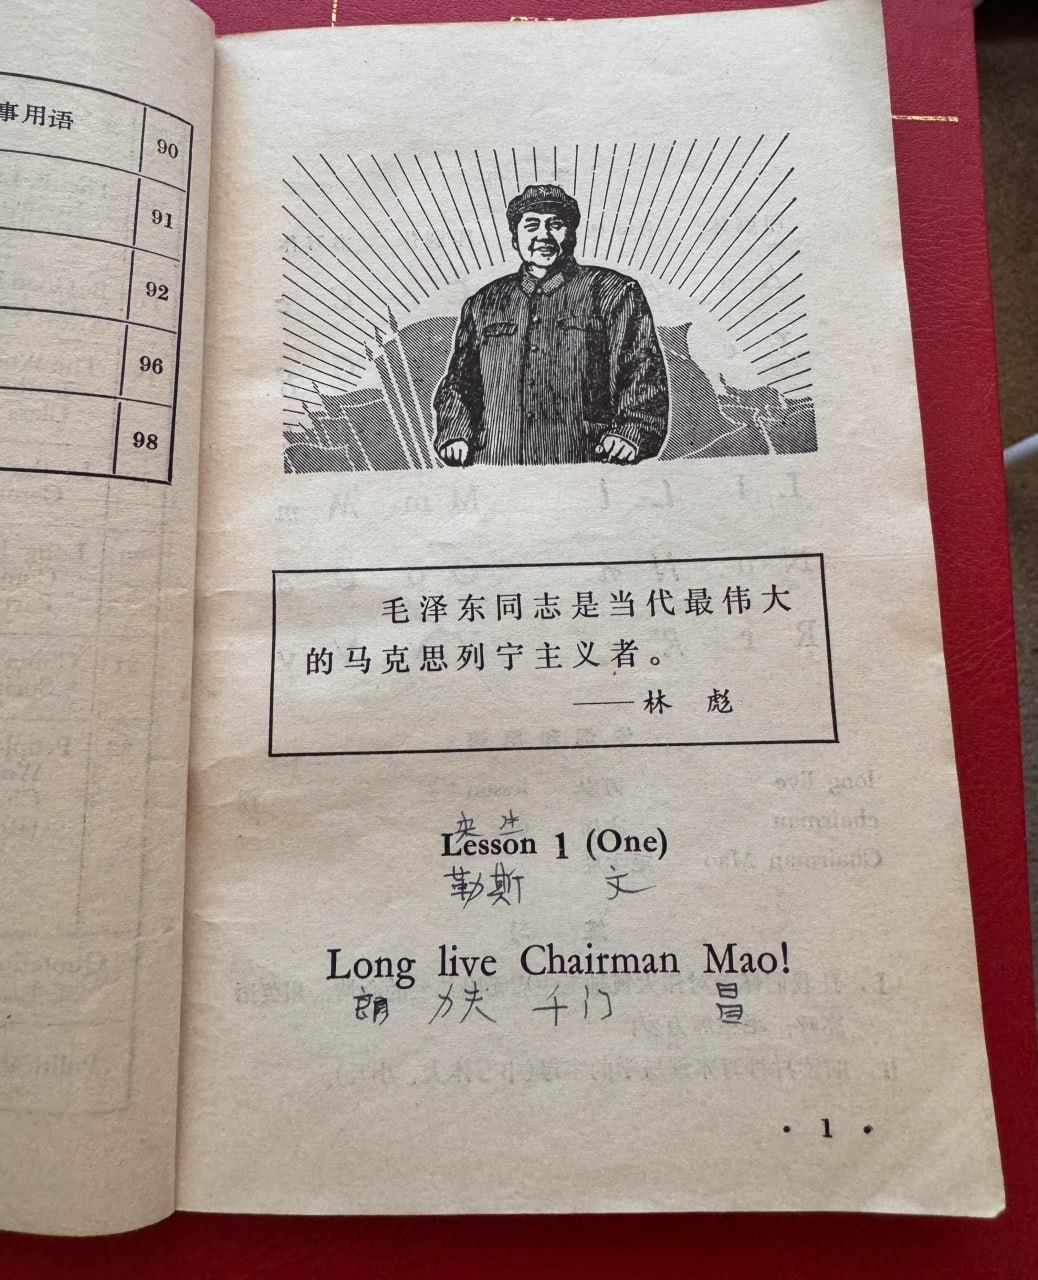 事用语
90
91
92
96
98
毛泽东同志是当代最伟大
的马克思列宁主义者。
——林 彪
来 生
Lesson 1 (One)
勒斯 文
Long live Chairman Mao!
朗 力夫 千门
· 1 ·